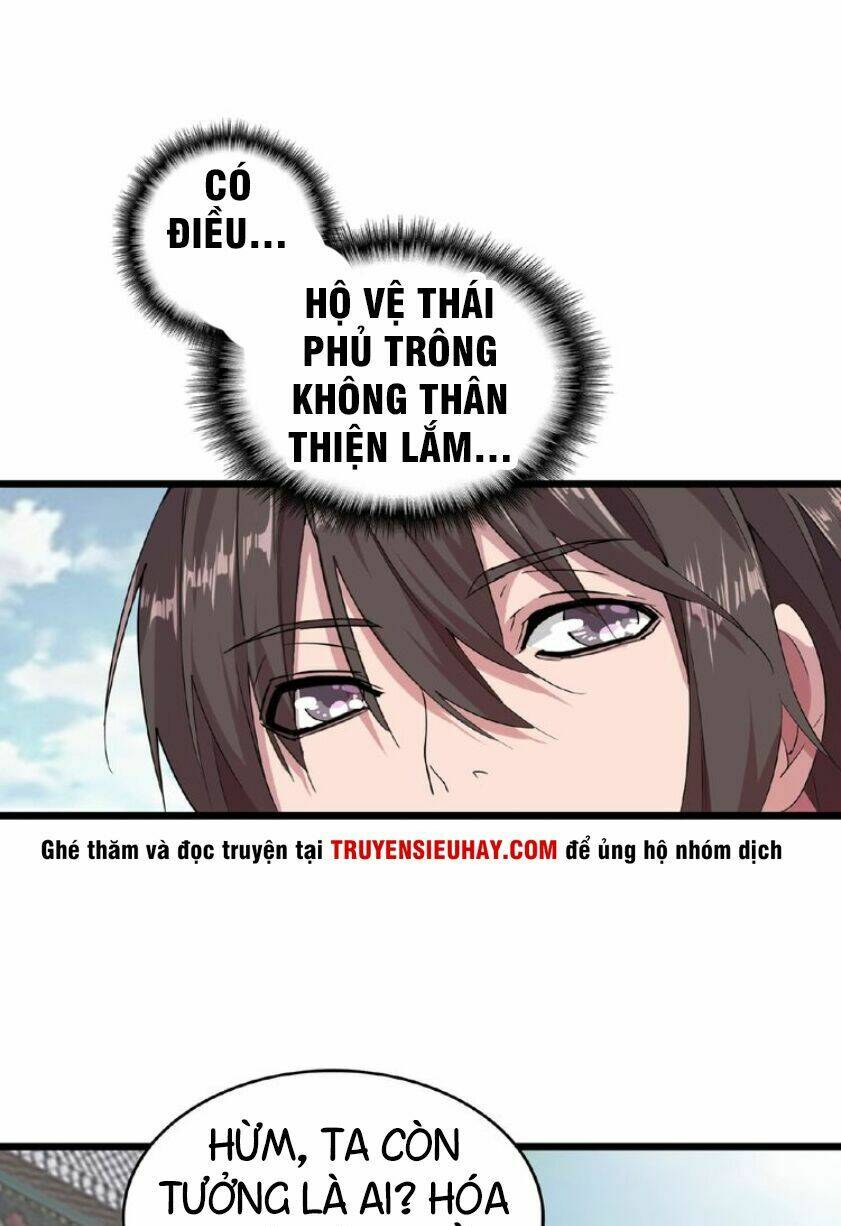 CÓ
ĐIỀU...
HỘ VỆ THÁI
PHỦ TRÔNG
KHÔNG THÂN
THIỆN LẮM...
Ghé thăm và đọc truyện tại TRUYENSIEUHAY.COM để ủng hộ nhóm dịch
HỪM, TA CÒN
TƯỞNG LÀ AI? HÓA